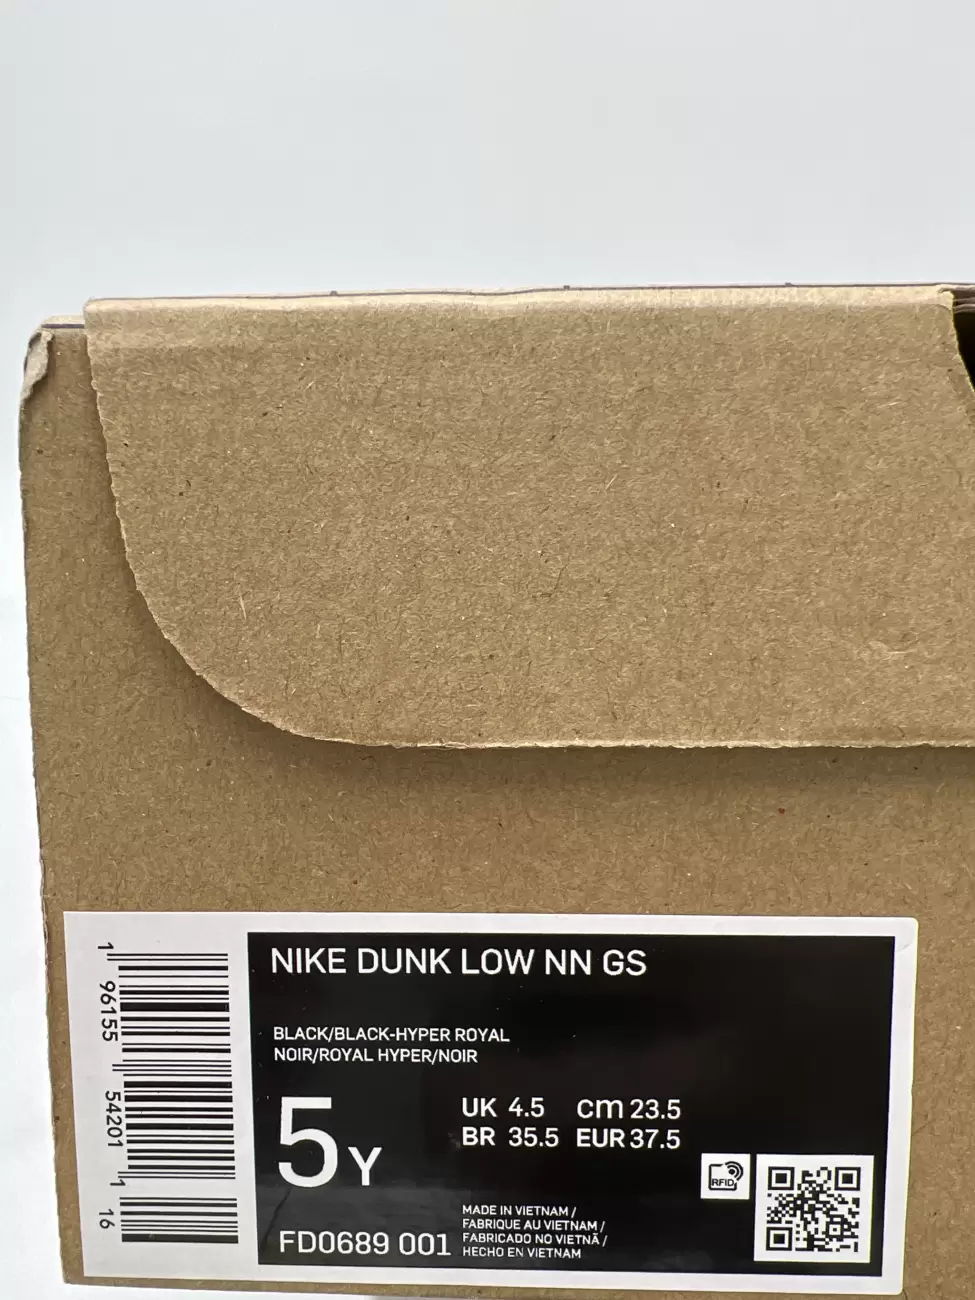 NIKE DUNK LOW NN GS
BLACK/BLACK-HYPER ROYAL
NOIR/ROYAL HYPER/NOIR
5Y
UK 4.5 cm 23.5
BR 35.5 EUR 37.5
RFID
MADE IN VIETNAM /
FABRIQUE AU VIETNAM /
FABRICADO NO VIETNÃ /
HECHO EN VIETNAM
FD0689 001
1 96155 54201 1 16